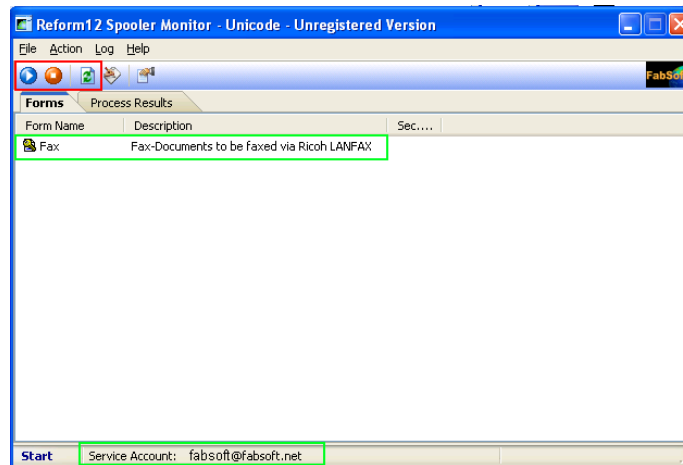 Reform12 Spooler Monitor - Unicode - Unregistered Version
File Action Log Help
FabSof
Forms Process Results
Form Name Description Sec....
Fax Fax-Documents to be faxed via Ricoh LANFAX
Start Service Account: fabsoft@fabsoft.net